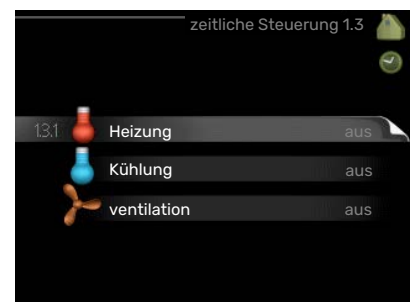 zeitliche Steuerung 1.3
1.3.1 Heizung aus
Kühlung aus
ventilation aus